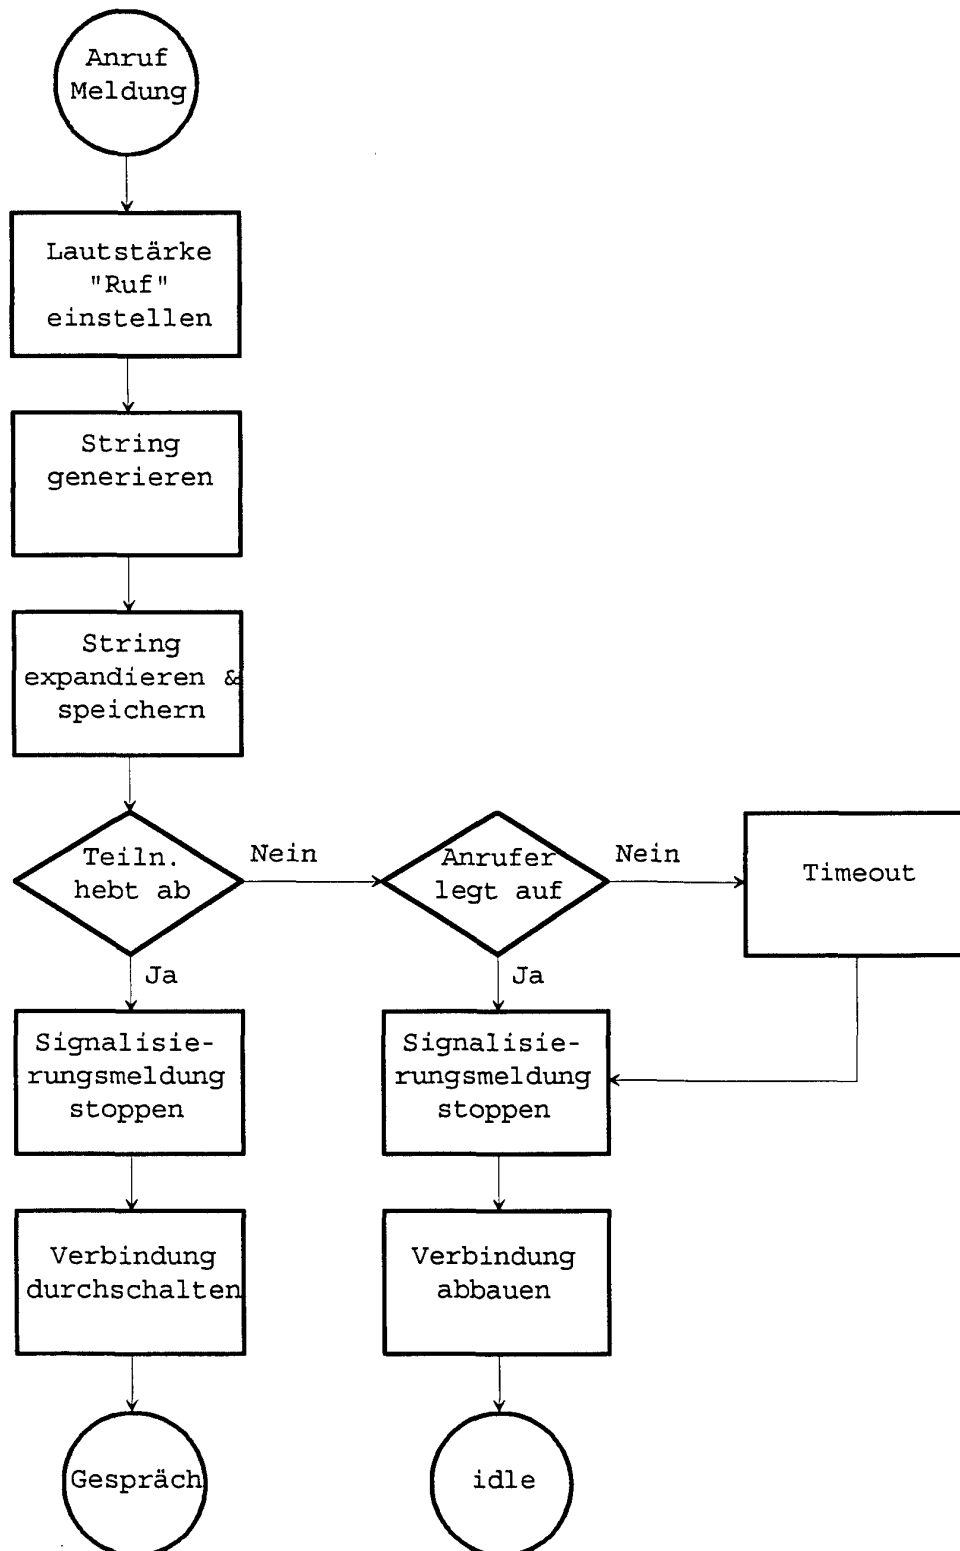 Anruf
Meldung
Lautstärke
"Ruf"
einstellen
String
generieren
String
expandieren &
speichern
Teiln.
hebt ab
Nein
Anrufer
legt auf
Nein
Timeout
Ja
Ja
Signalisie-
rungsmeldung
stoppen
Signalisie-
rungsmeldung
stoppen
Verbindung
durchschalten
Verbindung
abbauen
Gespräch
idle